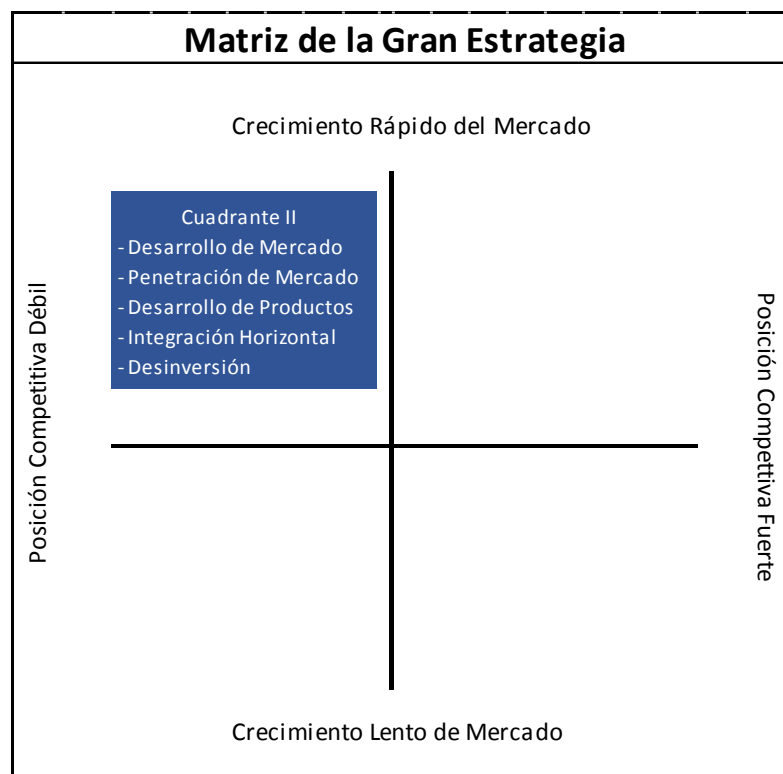 Matriz de la Gran Estrategia
Crecimiento Rápido del Mercado
Cuadrante II
- Desarrollo de Mercado
- Penetración de Mercado
- Desarrollo de Productos
- Integración Horizontal
- Desinversión
Posición Competitiva Débil
Posición Compettiva Fuerte
Crecimiento Lento de Mercado